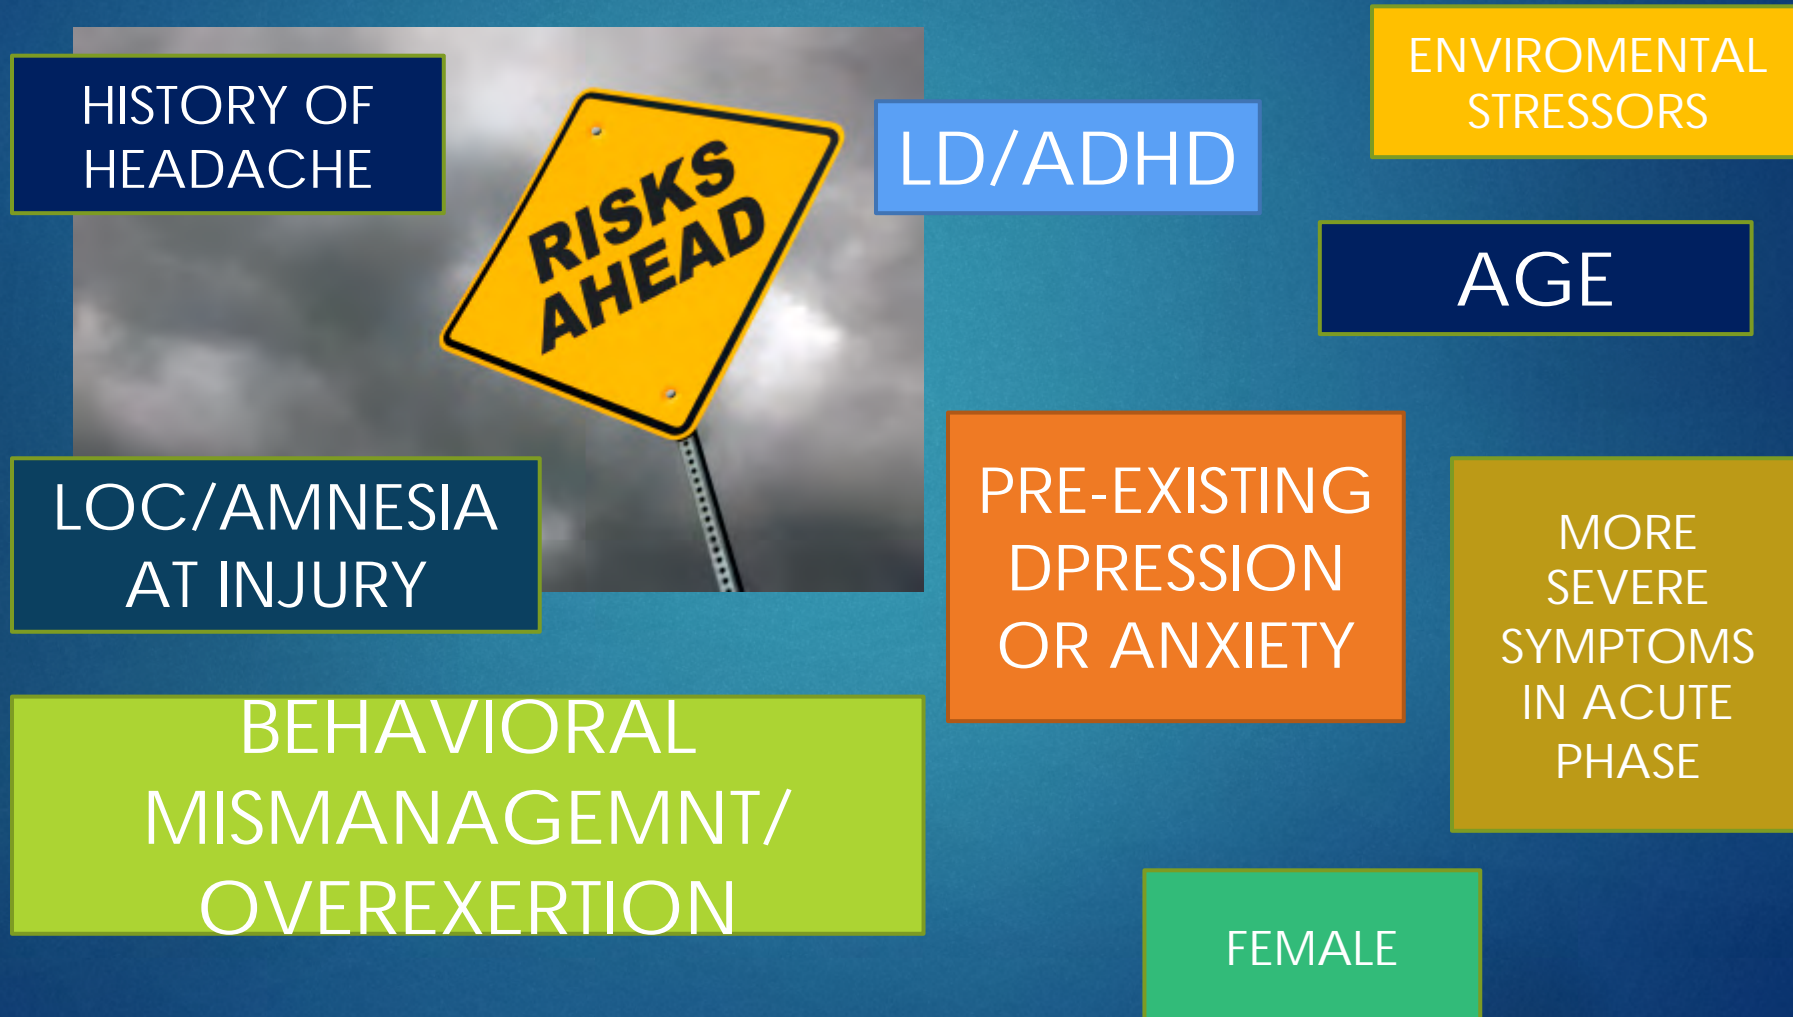 HISTORY OF
HEADACHE
RISKS
AHEAD
LD/ADHD
ENVIROMENTAL
STRESSORS
AGE
LOC/AMNESIA
AT INJURY
PRE-EXISTING
DPRESSION
OR ANXIETY
MORE
SEVERE
SYMPTOMS
IN ACUTE
PHASE
BEHAVIORAL
MISMANAGEMNT/
OVEREXERTION
FEMALE